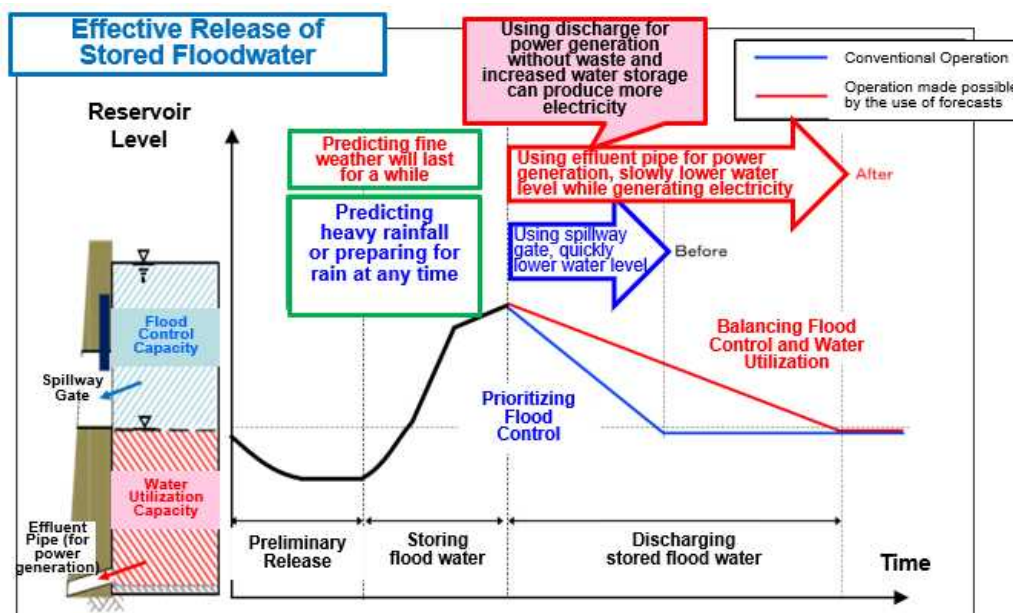 Effective Release of
Stored Floodwater
Using discharge for
power generation
without waste and
increased water storage
can produce more
electricity
Conventional Operation
Operation made possible
by the use of forecasts
Reservoir
Level
Predicting fine
weather will last
for a while
Using effluent pipe for power
generation, slowly lower water
level while generating electricity
After
Predicting
heavy rainfall
or preparing for
rain at any time
Using spillway
gate, quickly
lower water level
Before
Flood
Control
Capacity
Spillway
Gate
Balancing Flood
Control and Water
Utilization
Prioritizing
Flood
Control
Water
Utilization
Capacity
Effluent
Pipe (for
power
generation)
Preliminary
Release
Storing
flood water
Discharging
stored flood water
Time